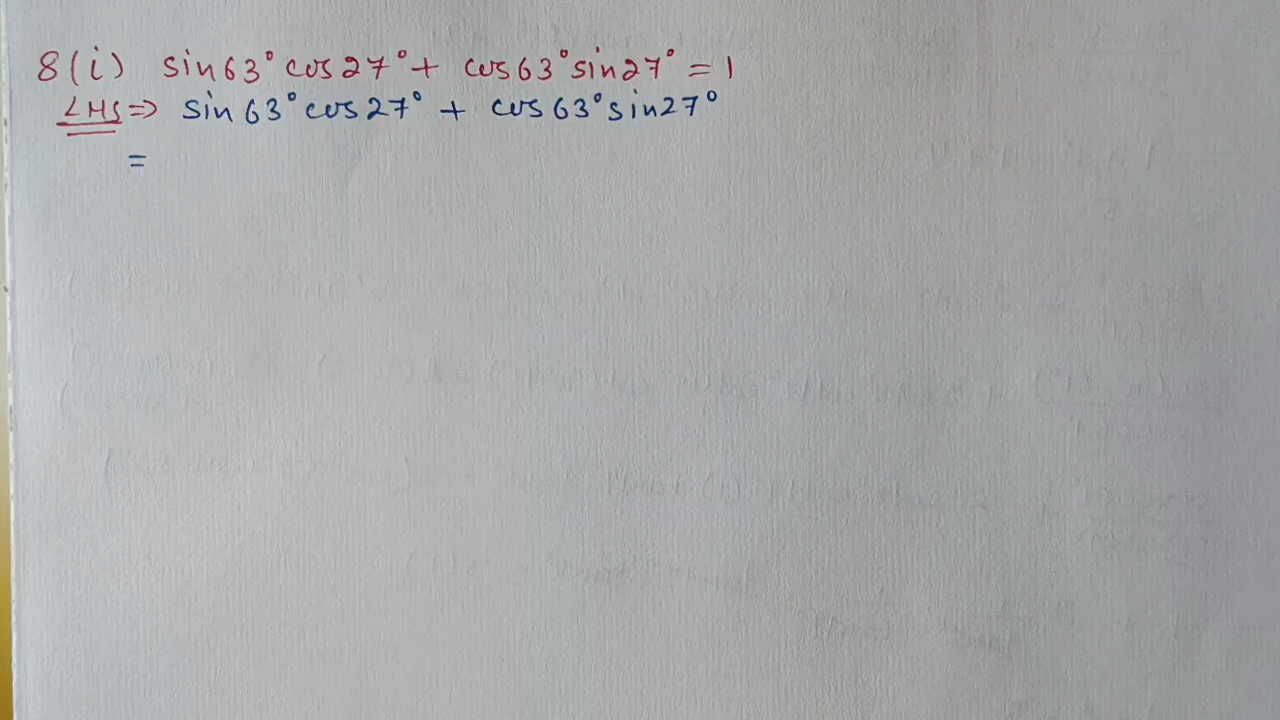 8(i) sin63° cos27° + cos63° sin27° = 1
LHS ⇒ sin63° cos27° + cos63° sin27°
=